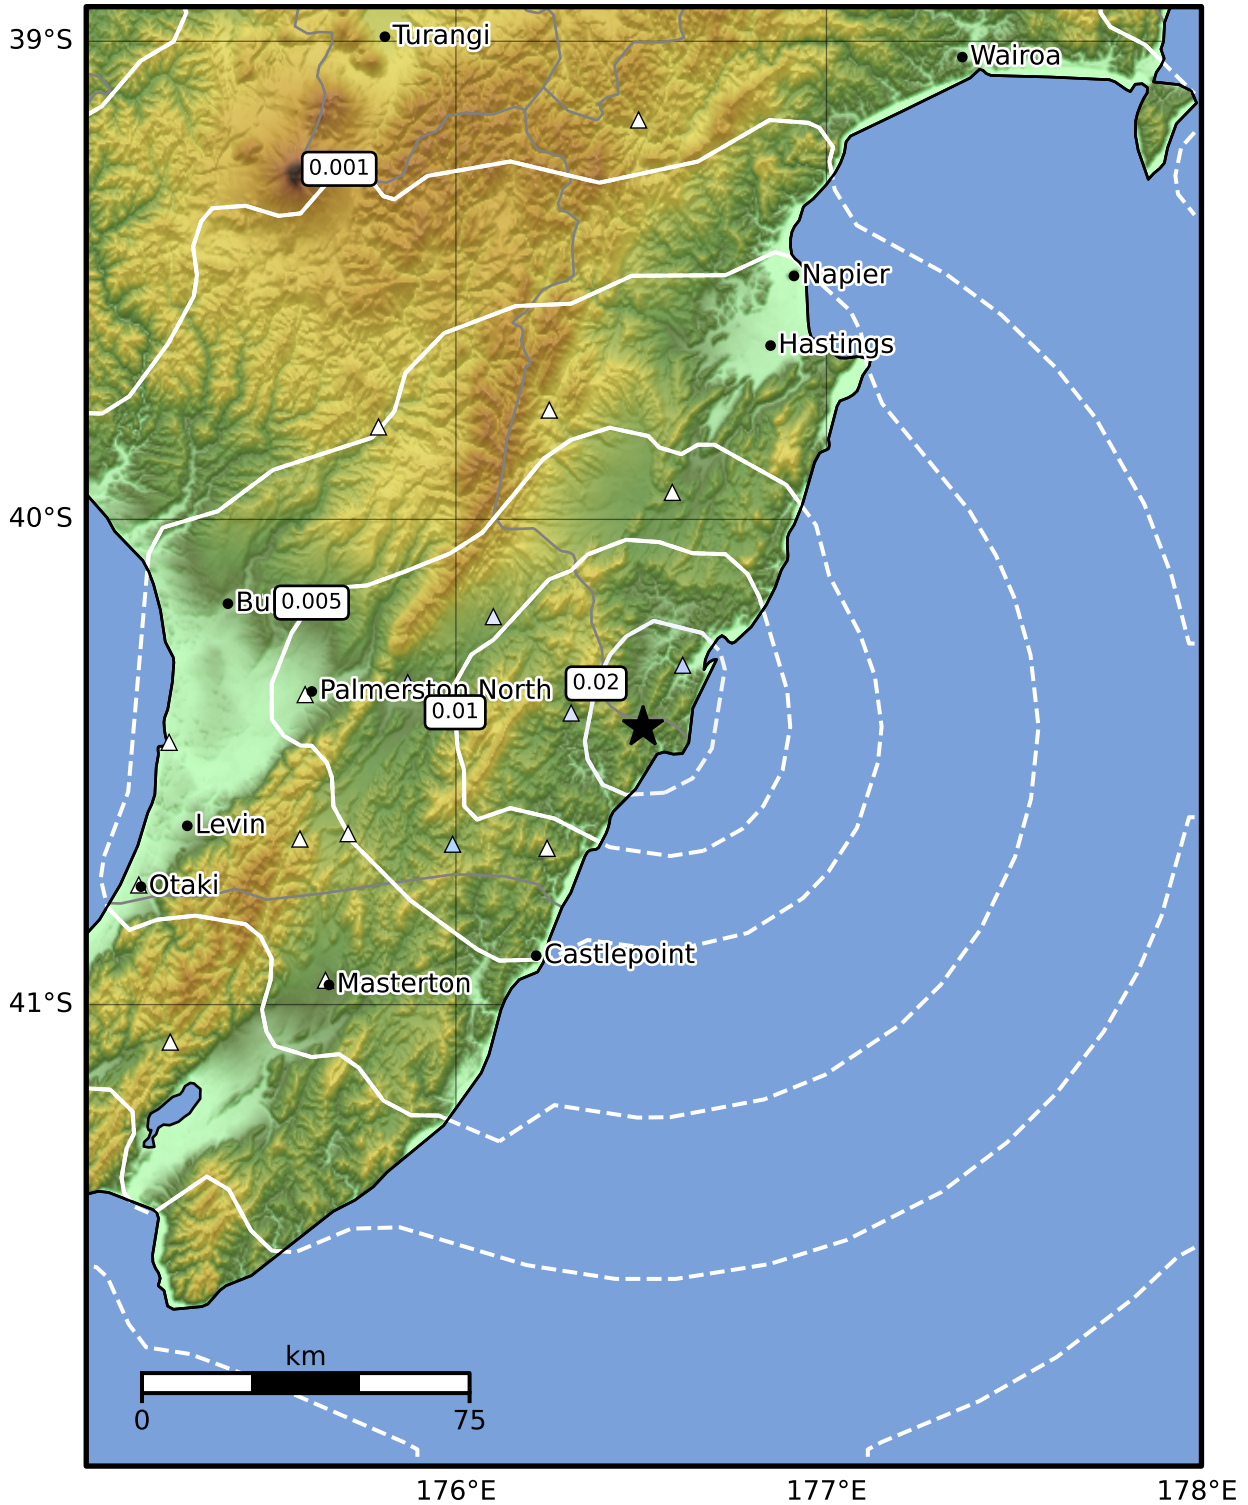 39°S
Turangi
Wairoa
0.001
Napier
Hastings
40°S
Bu
0.005
Palmerston North
0.02
0.01
Levin
Otaki
Castlepoint
Masterton
41°S
km
0
75
176°E
177°E
178°E